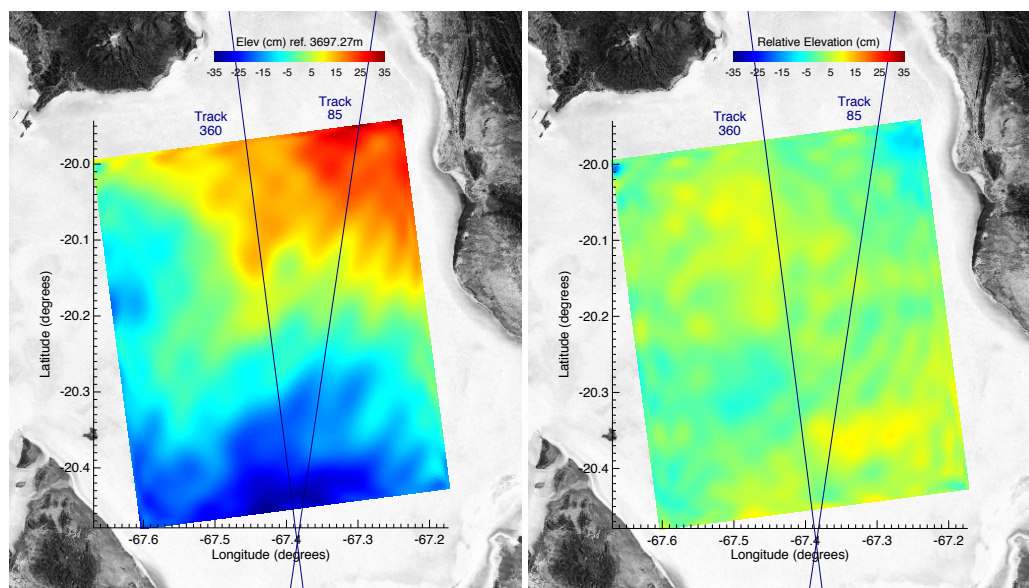 Elev (cm) ref. 3697.27m
-35 -25 -15 -5 5 15 25 35
Track
85
Track
360
-20.0
-20.1
-20.2
-20.3
-20.4
Latitude (degrees)
-67.6 -67.5 -67.4 -67.3 -67.2
Longitude (degrees)
Relative Elevation (cm)
-35 -25 -15 -5 5 15 25 35
Track
85
Track
360
-20.0
-20.1
-20.2
-20.3
-20.4
Latitude (degrees)
-67.6 -67.5 -67.4 -67.3 -67.2
Longitude (degrees)